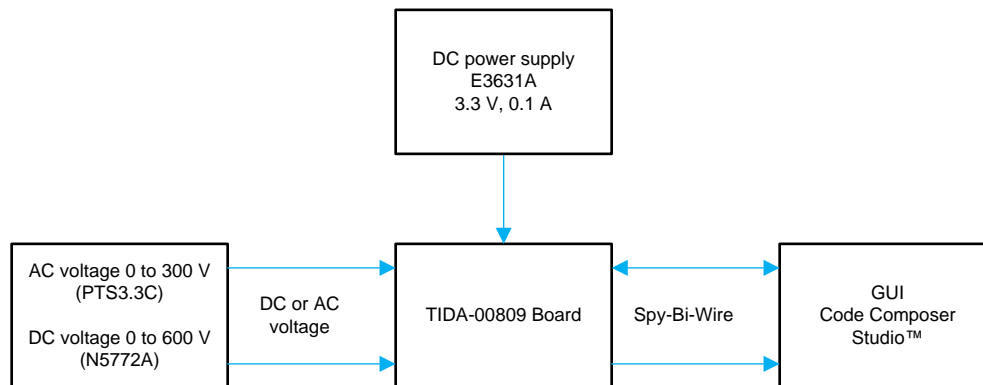 DC power supply
E3631A
3.3 V, 0.1 A
AC voltage 0 to 300 V
(PTS3.3C)
DC voltage 0 to 600 V
(N5772A)
DC or AC
voltage
TIDA-00809 Board
Spy-Bi-Wire
GUI
Code Composer
Studio™